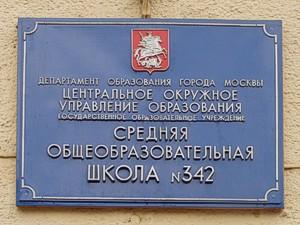 ДЕПАРТАМЕНТ ОБРАЗОВАНИЯ ГОРОДА МОСКВЫ
ЦЕНТРАЛЬНОЕ ОКРУЖНОЕ
УПРАВЛЕНИЕ ОБРАЗОВАНИЯ
ГОСУДАРСТВЕННОЕ ОБРАЗОВАТЕЛЬНОЕ УЧРЕЖДЕНИЕ
СРЕДНЯЯ
ОБЩЕОБРАЗОВАТЕЛЬНАЯ
ШКОЛА №342